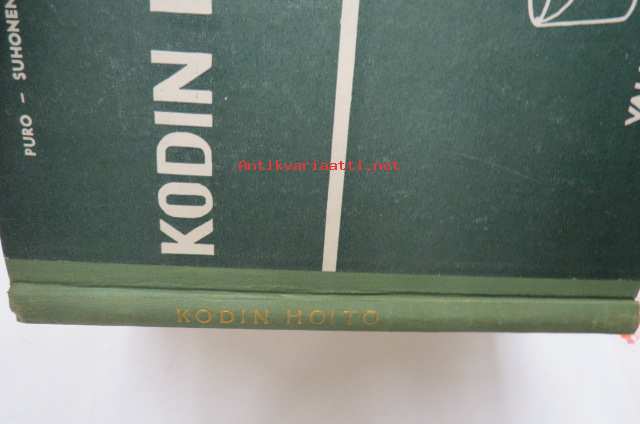 PURO – SUHONEN
KODIN
Antikvariaatti.net
KODIN HOITO